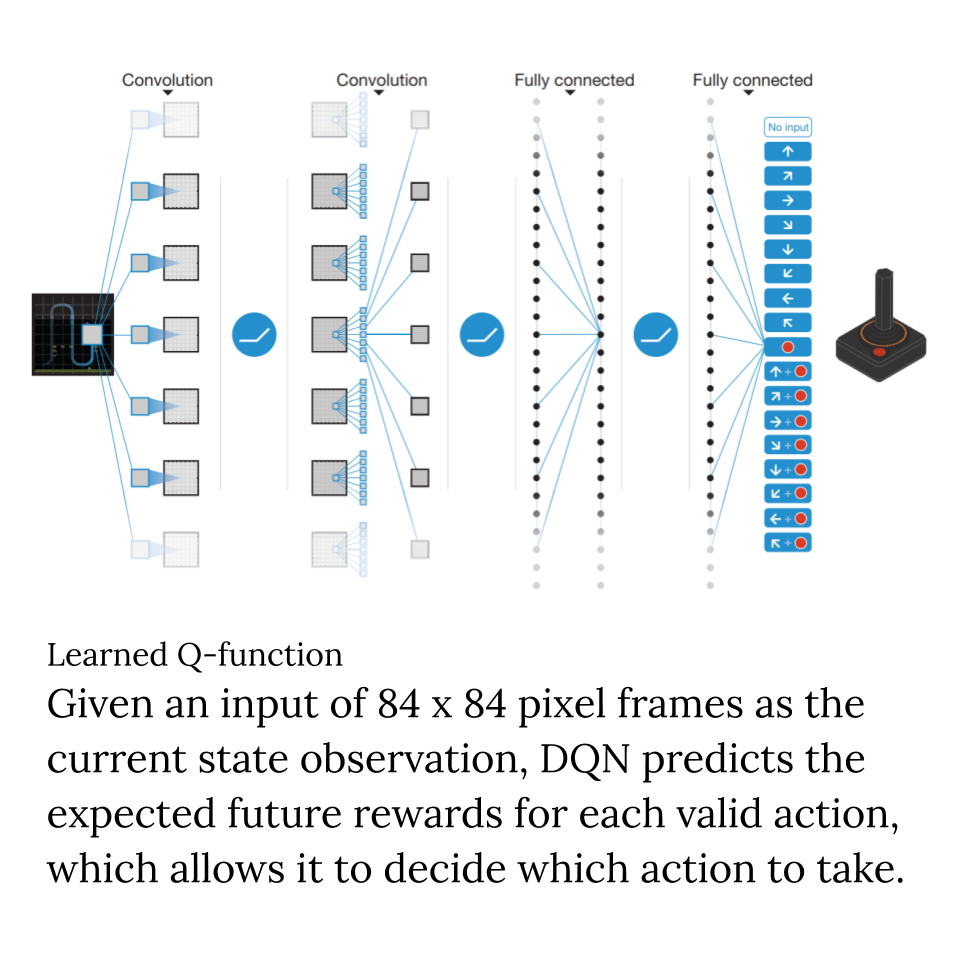 Convolution
Convolution
Fully connected
Fully connected
No input
Learned Q-function
Given an input of 84 x 84 pixel frames as the
current state observation, DQN predicts the
expected future rewards for each valid action,
which allows it to decide which action to take.